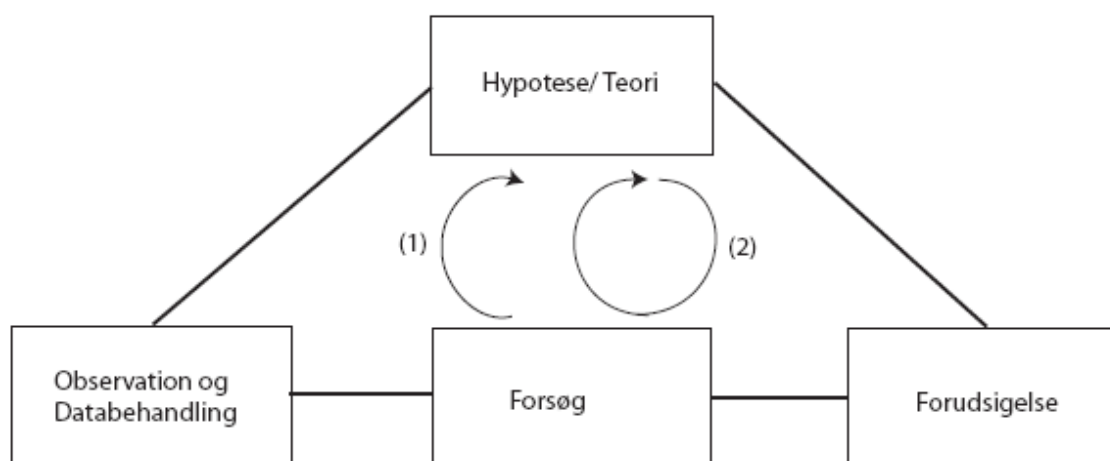 Hypotese/ Teori
(1)
(2)
Observation og
Databehandling
Forsøg
Forudsigelse